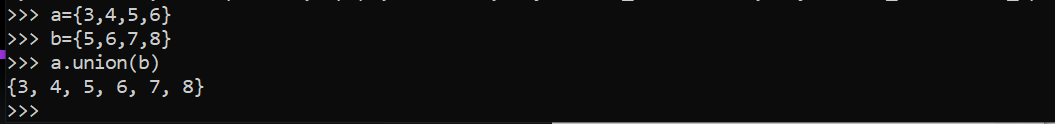 >>> a={3,4,5,6}
>>> b={5,6,7,8}
>>> a.union(b)
{3, 4, 5, 6, 7, 8}
>>>